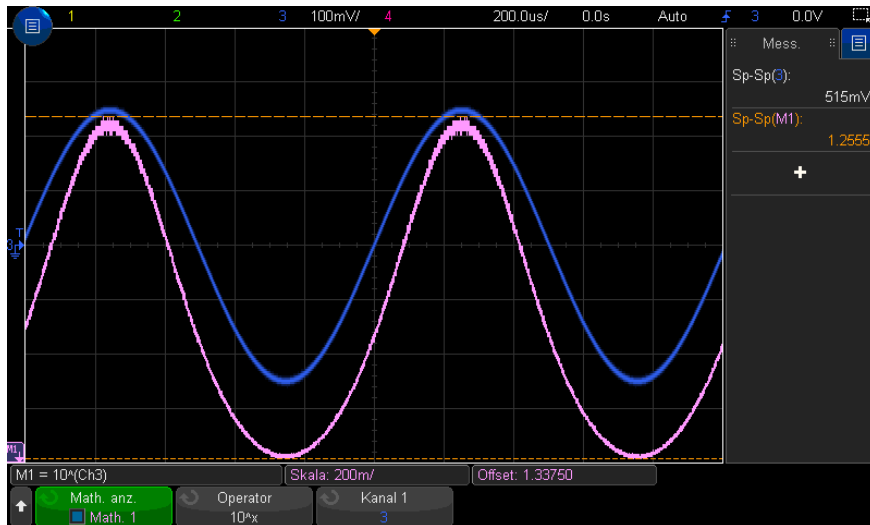 1 2 3 100mV/ 4 200.0us/ 0.0s Auto 3 0.0V
Mess.
Sp-Sp(3):
515mV
Sp-Sp(M1):
1.2555
+
T
3
M1
M1 = 10^(Ch3) Skala: 200m/ Offset: 1.33750
Math. anz. Operator Kanal 1
Math. 1 10^x 3